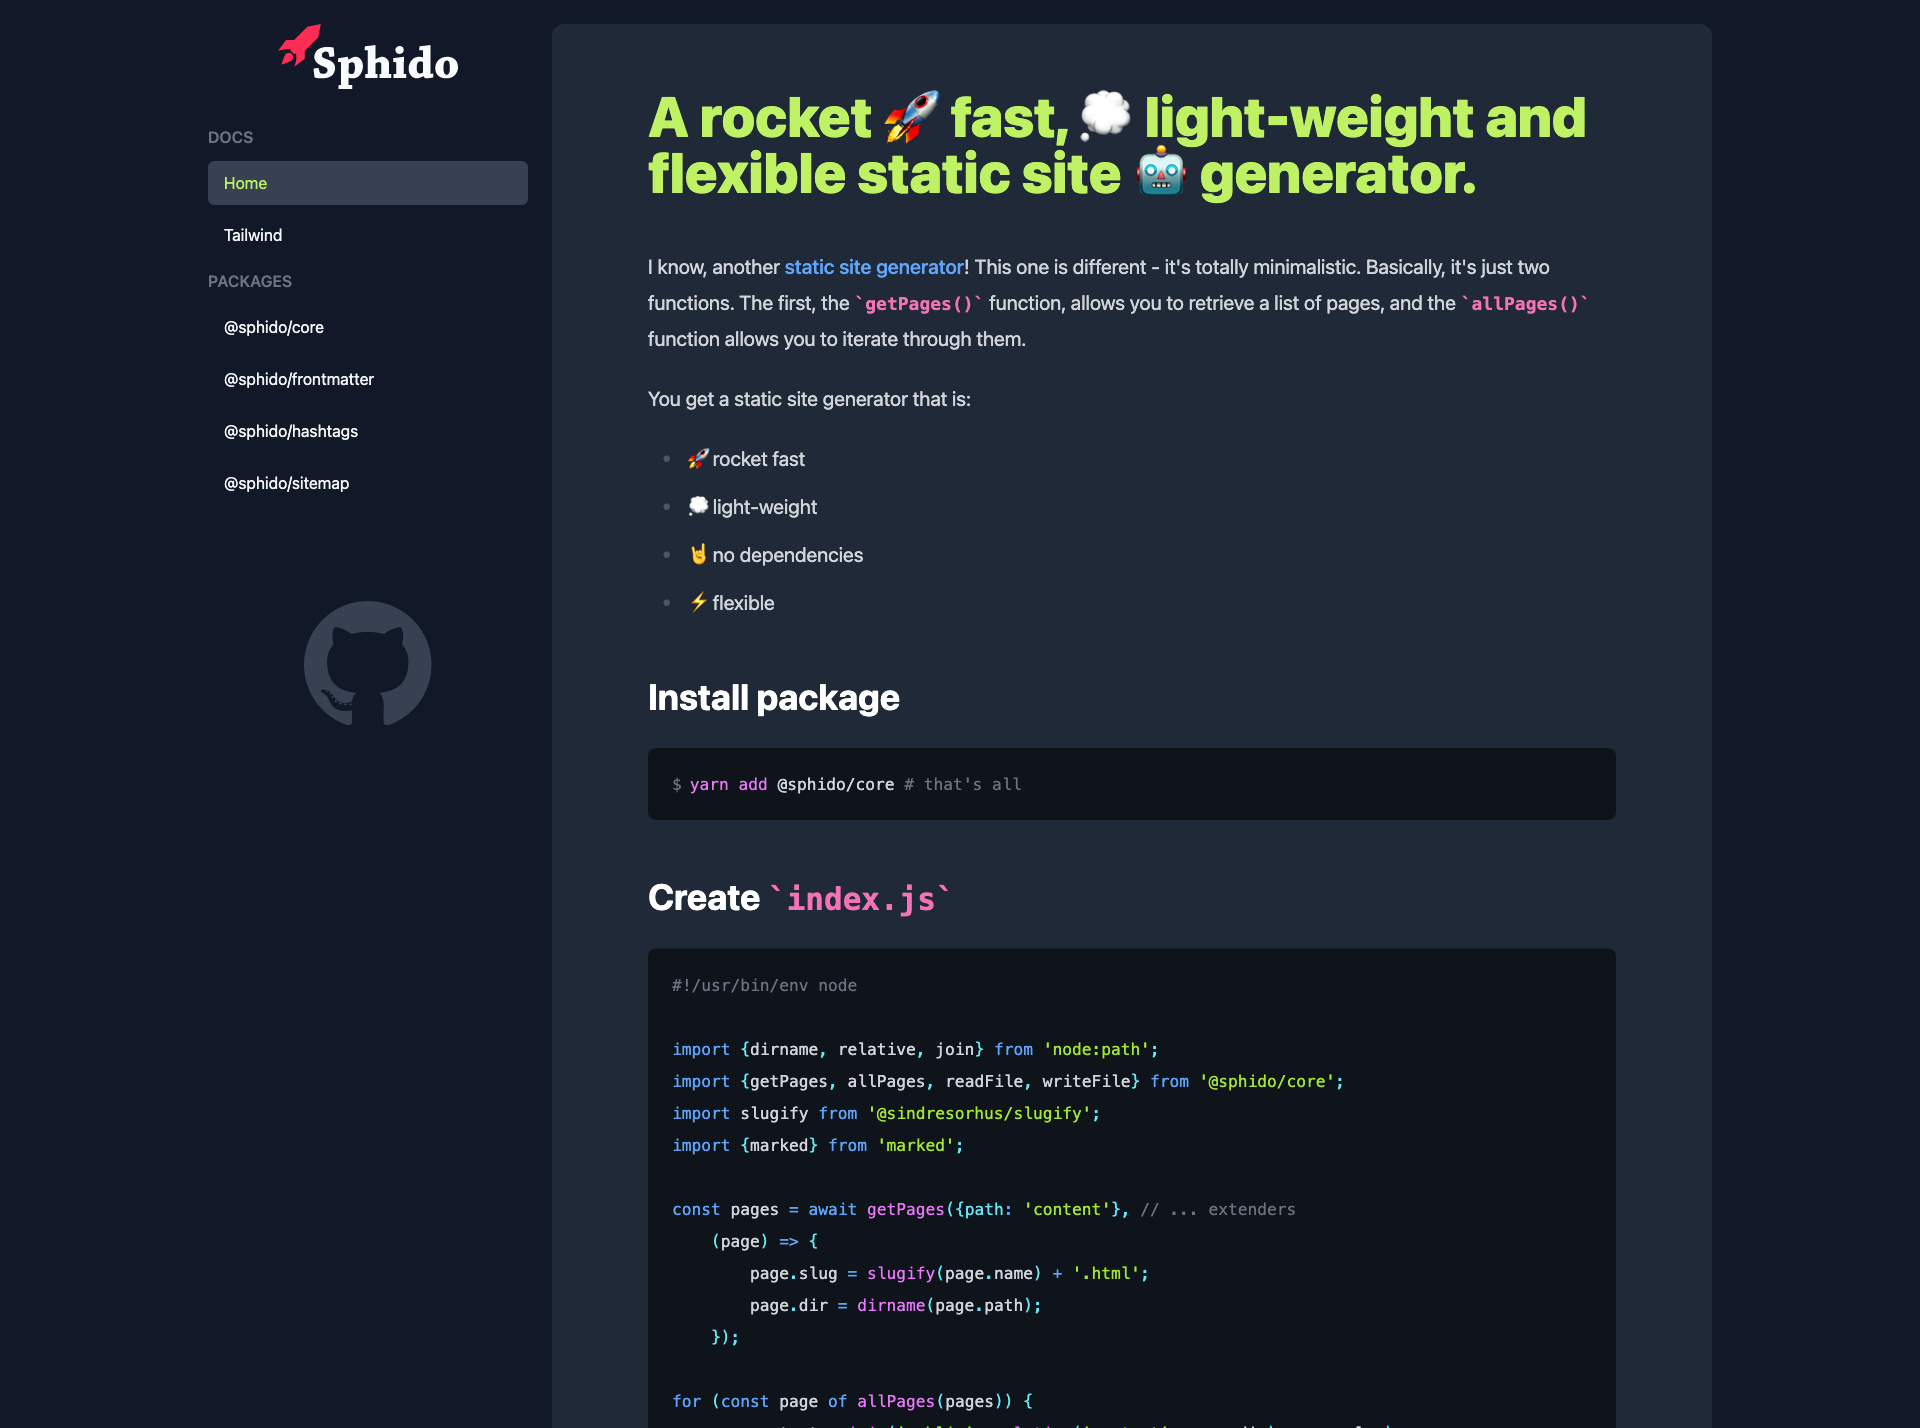 Sphido
DOCS
Home
Tailwind
PACKAGES
@sphido/core
@sphido/frontmatter
@sphido/hashtags
@sphido/sitemap
A rocket 🚀 fast, 💭 light-weight and
flexible static site 🤖 generator.
I know, another static site generator! This one is different - it's totally minimalistic. Basically, it's just two
functions. The first, the `getPages()` function, allows you to retrieve a list of pages, and the `allPages()`
function allows you to iterate through them.
You get a static site generator that is:
• 🚀 rocket fast
• 💭 light-weight
• 🤘 no dependencies
• ⚡ flexible
Install package
$ yarn add @sphido/core # that's all
Create `index.js`
#!/usr/bin/env node
import {dirname, relative, join} from 'node:path';
import {getPages, allPages, readFile, writeFile} from '@sphido/core';
import slugify from '@sindresorhus/slugify';
import {marked} from 'marked';
const pages = await getPages({path: 'content'}, // ... extenders
(page) => {
page.slug = slugify(page.name) + '.html';
page.dir = dirname(page.path);
});
for (const page of allPages(pages)) {